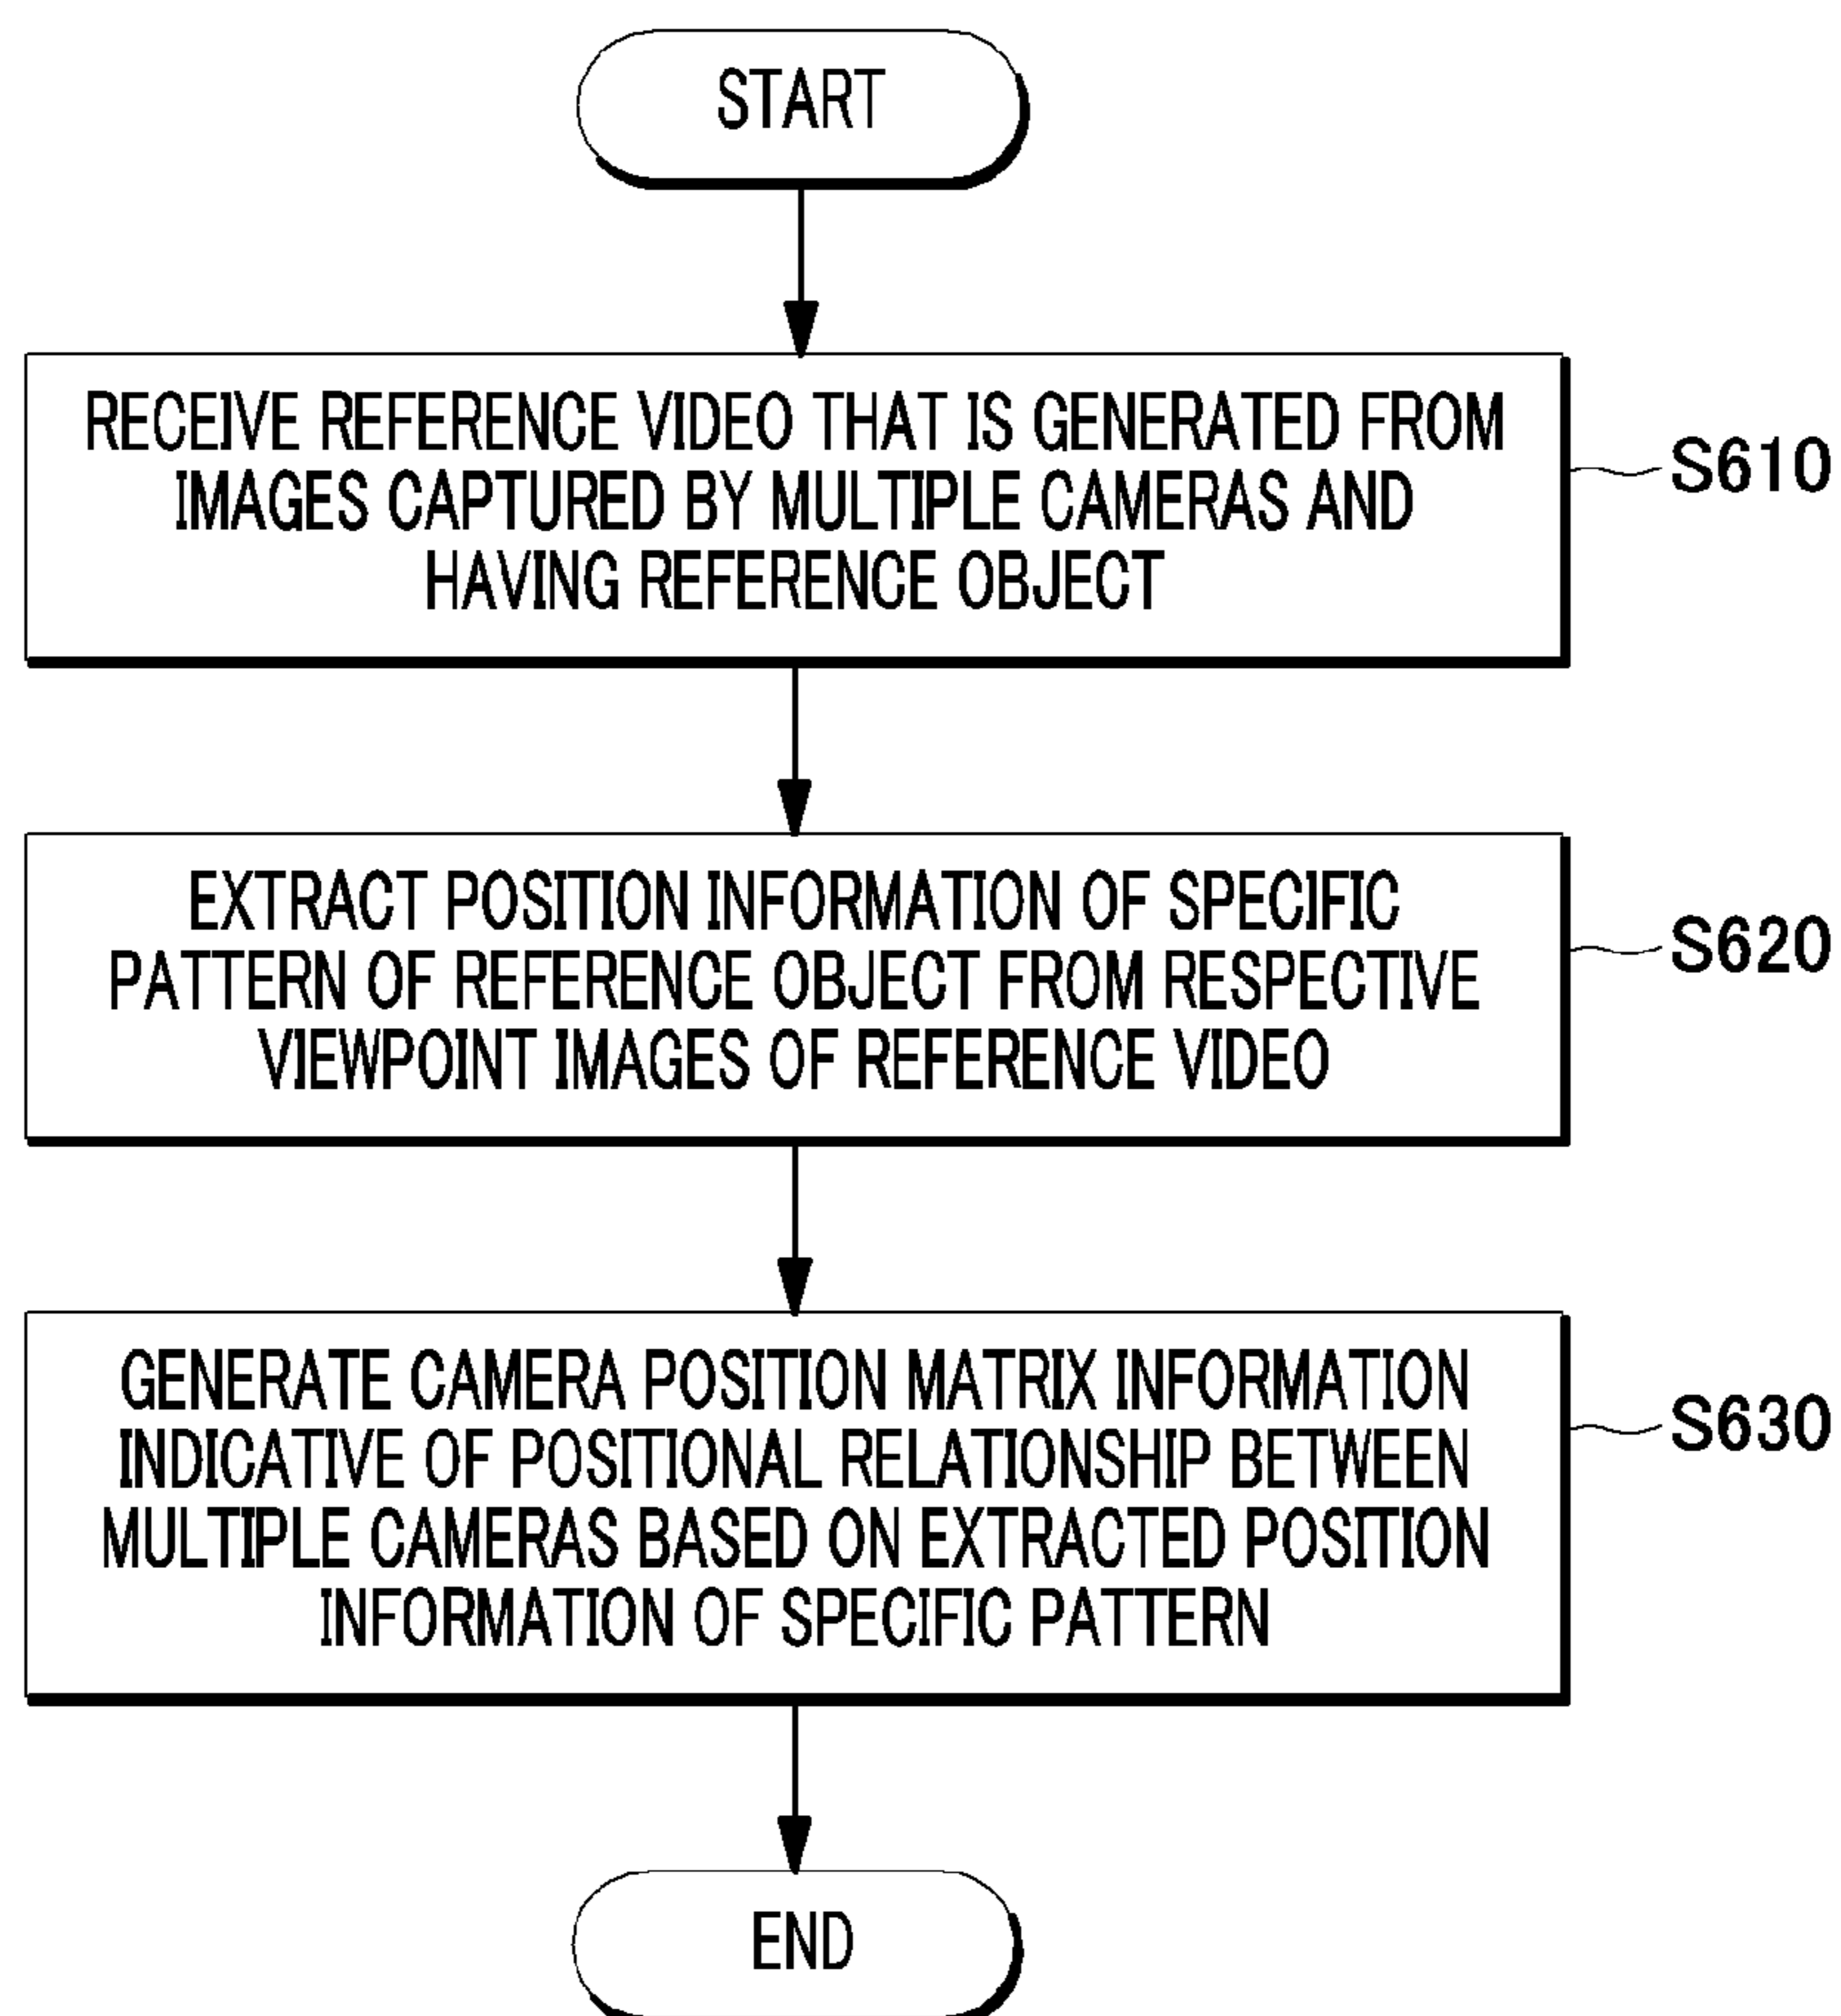 START
RECEIVE REFERENCE VIDEO THAT IS GENERATED FROM
IMAGES CAPTURED BY MULTIPLE CAMERAS AND
HAVING REFERENCE OBJECT
S610
EXTRACT POSITION INFORMATION OF SPECIFIC
PATTERN OF REFERENCE OBJECT FROM RESPECTIVE
VIEWPOINT IMAGES OF REFERENCE VIDEO
S620
GENERATE CAMERA POSITION MATRIX INFORMATION
INDICATIVE OF POSITIONAL RELATIONSHIP BETWEEN
MULTIPLE CAMERAS BASED ON EXTRACTED POSITION
INFORMATION OF SPECIFIC PATTERN
S630
END